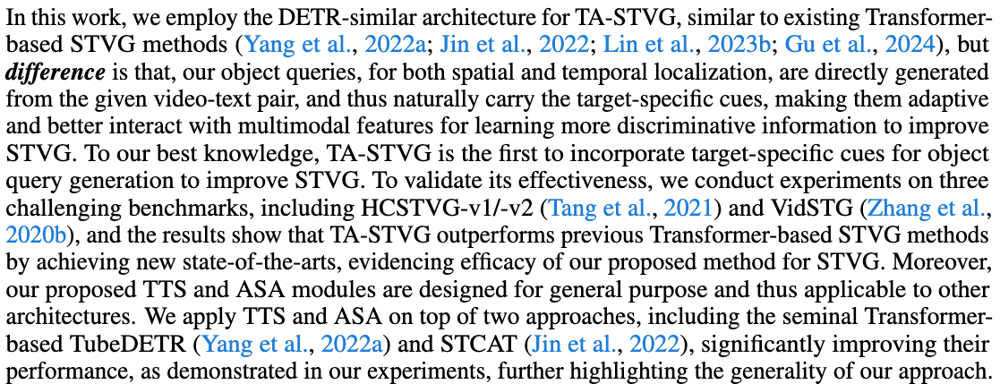 In this work, we employ the DETR-similar architecture for TA-STVG, similar to existing Transformer-
based STVG methods (Yang et al., 2022a; Jin et al., 2022; Lin et al., 2023b; Gu et al., 2024), but
difference is that, our object queries, for both spatial and temporal localization, are directly generated
from the given video-text pair, and thus naturally carry the target-specific cues, making them adaptive
and better interact with multimodal features for learning more discriminative information to improve
STVG. To our best knowledge, TA-STVG is the first to incorporate target-specific cues for object
query generation to improve STVG. To validate its effectiveness, we conduct experiments on three
challenging benchmarks, including HCSTVG-v1/-v2 (Tang et al., 2021) and VidSTG (Zhang et al.,
2020b), and the results show that TA-STVG outperforms previous Transformer-based STVG methods
by achieving new state-of-the-arts, evidencing efficacy of our proposed method for STVG. Moreover,
our proposed TTS and ASA modules are designed for general purpose and thus applicable to other
architectures. We apply TTS and ASA on top of two approaches, including the seminal Transformer-
based TubeDETR (Yang et al., 2022a) and STCAT (Jin et al., 2022), significantly improving their
performance, as demonstrated in our experiments, further highlighting the generality of our approach.